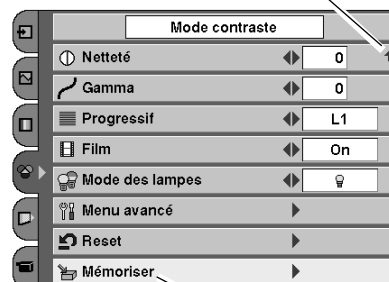 Mode contraste
Netteté 0
Gamma 0
Progressif L1
Film On
Mode des lampes
Menu avancé
Reset
Mémoriser